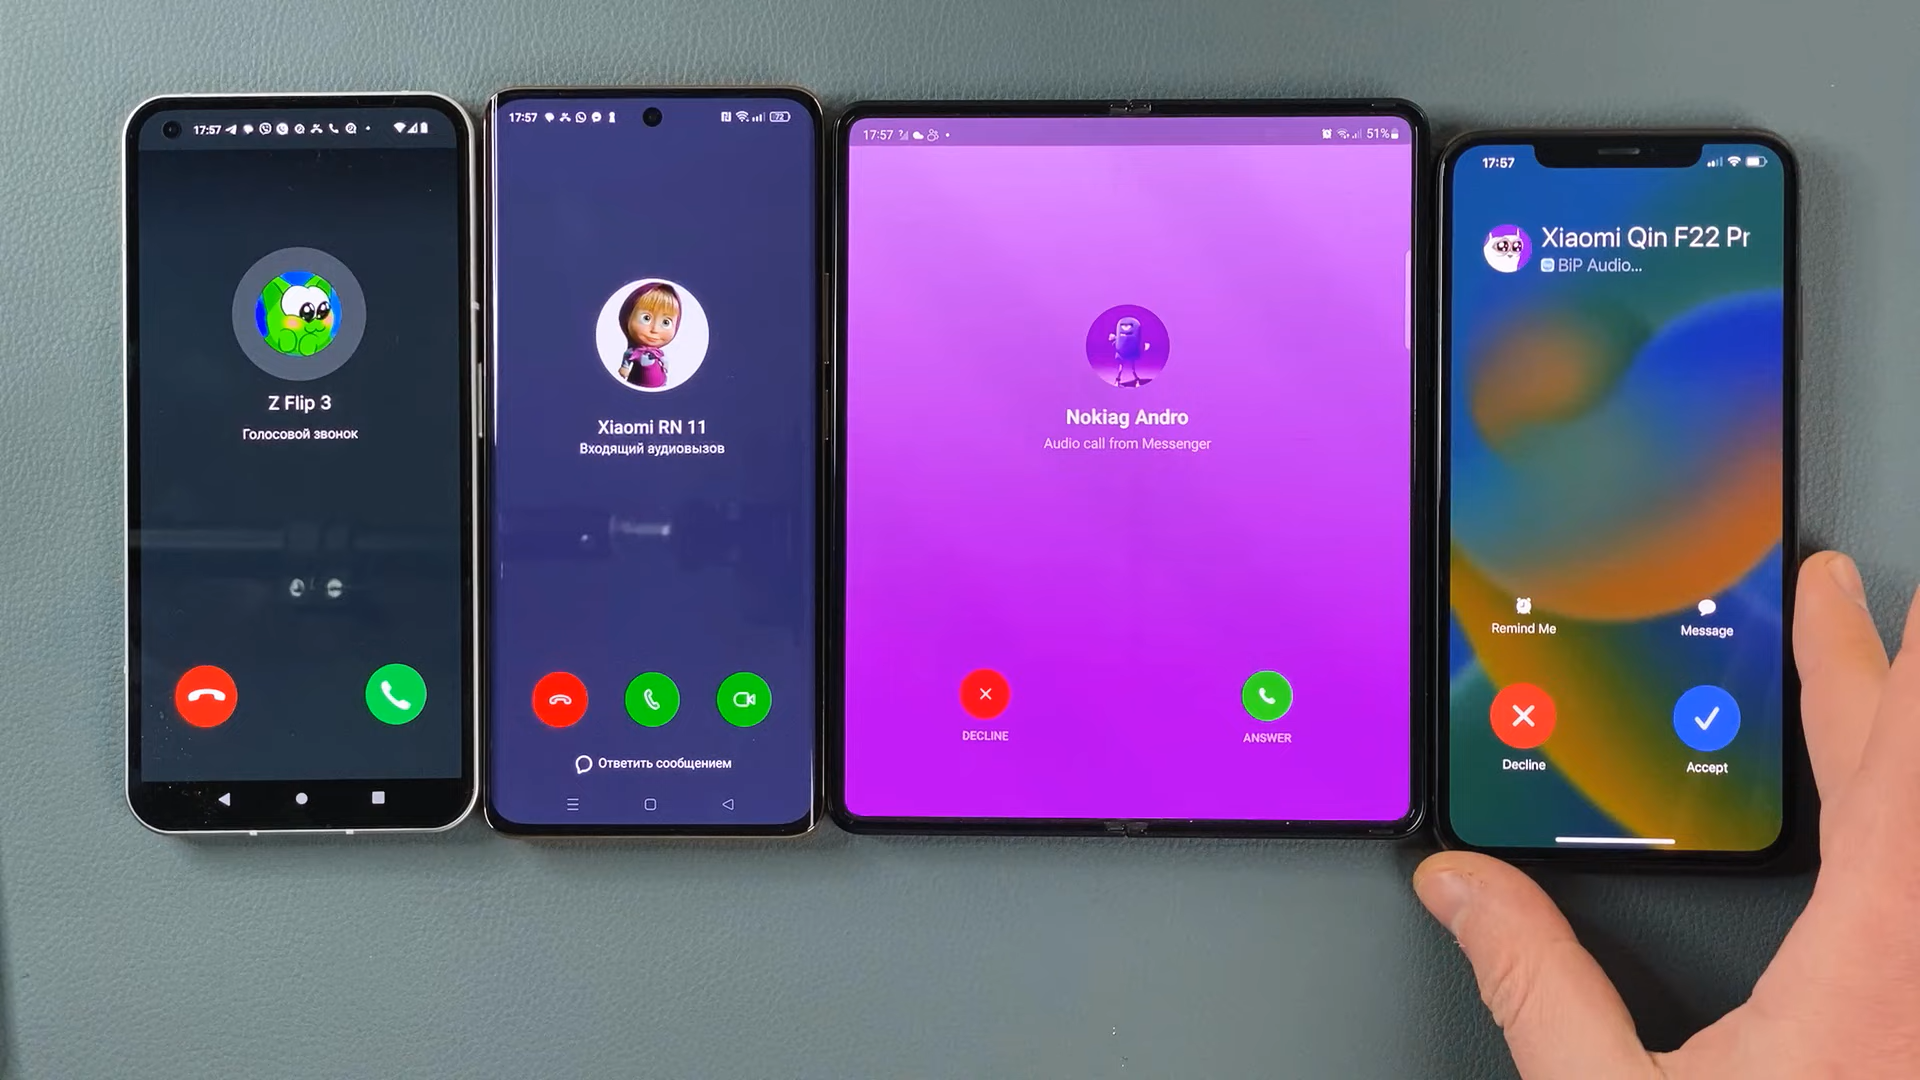 17:57
Z Flip 3
Голосовой звонок
17:57
72
Xiaomi RN 11
Входящий аудиовызов
Ответить сообщением
17:57
51%
Nokiag Andro
Audio call from Messenger
DECLINE
ANSWER
17:57
Xiaomi Qin F22 Pr
BiP Audio...
Remind Me
Message
Decline
Accept